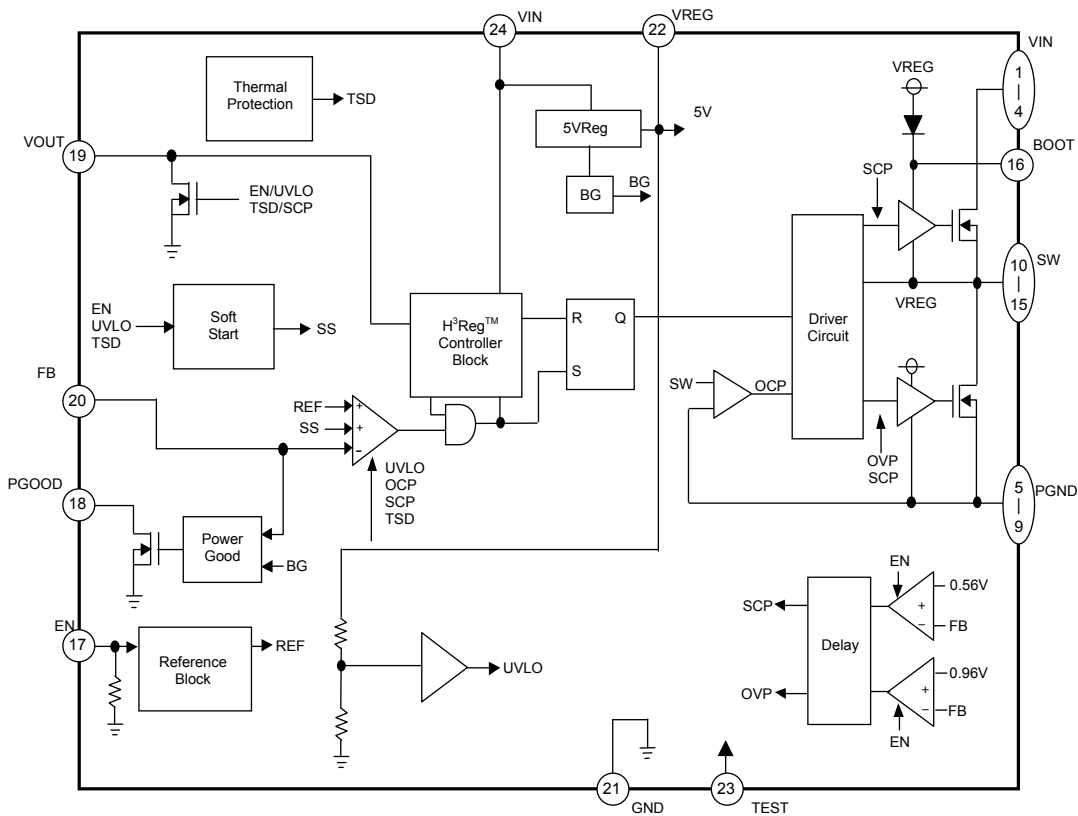 VIN
24
VREG
22
VIN
1
4
Thermal
Protection
TSD
VREG
5VReg
5V
VOUT
19
BOOT
16
SCP
EN/UVLO
TSD/SCP
BG
BG
SW
10
15
EN
UVLO
TSD
Soft
Start
SS
H³Reg™
Controller
Block
R
Q
S
VREG
Driver
Circuit
FB
20
SW
OCP
REF
+
SS
+
−
UVLO
OCP
SCP
TSD
OVP
SCP
PGOOD
18
PGND
5
9
Power
Good
BG
EN
0.56V
+
−
FB
SCP
Delay
EN
17
Reference
Block
REF
UVLO
0.96V
+
−
FB
OVP
EN
21
GND
23
TEST